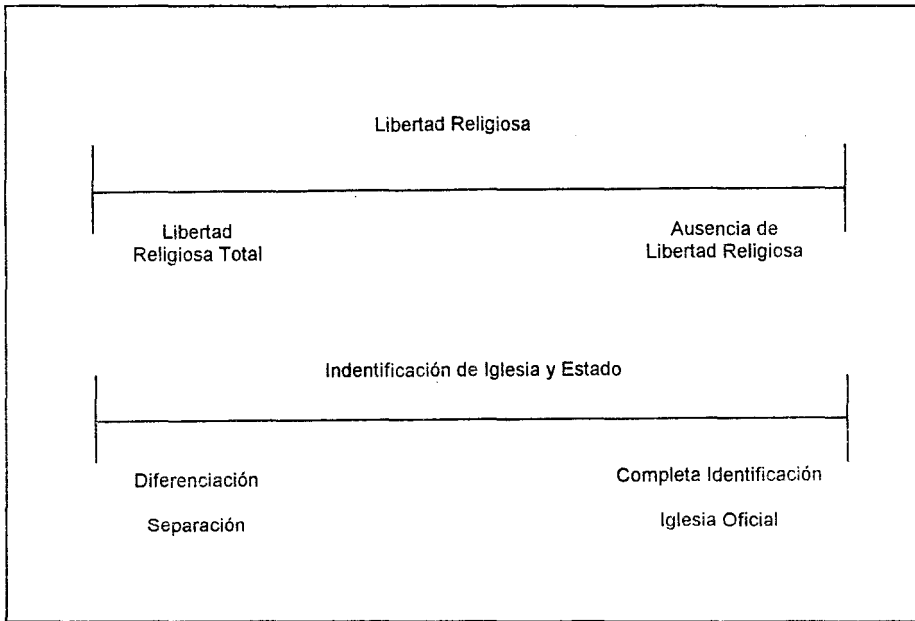 Libertad Religiosa
Libertad
Religiosa Total
Ausencia de
Libertad Religiosa
Indentificación de Iglesia y Estado
Diferenciación
Completa Identificación
Separación
Iglesia Oficial